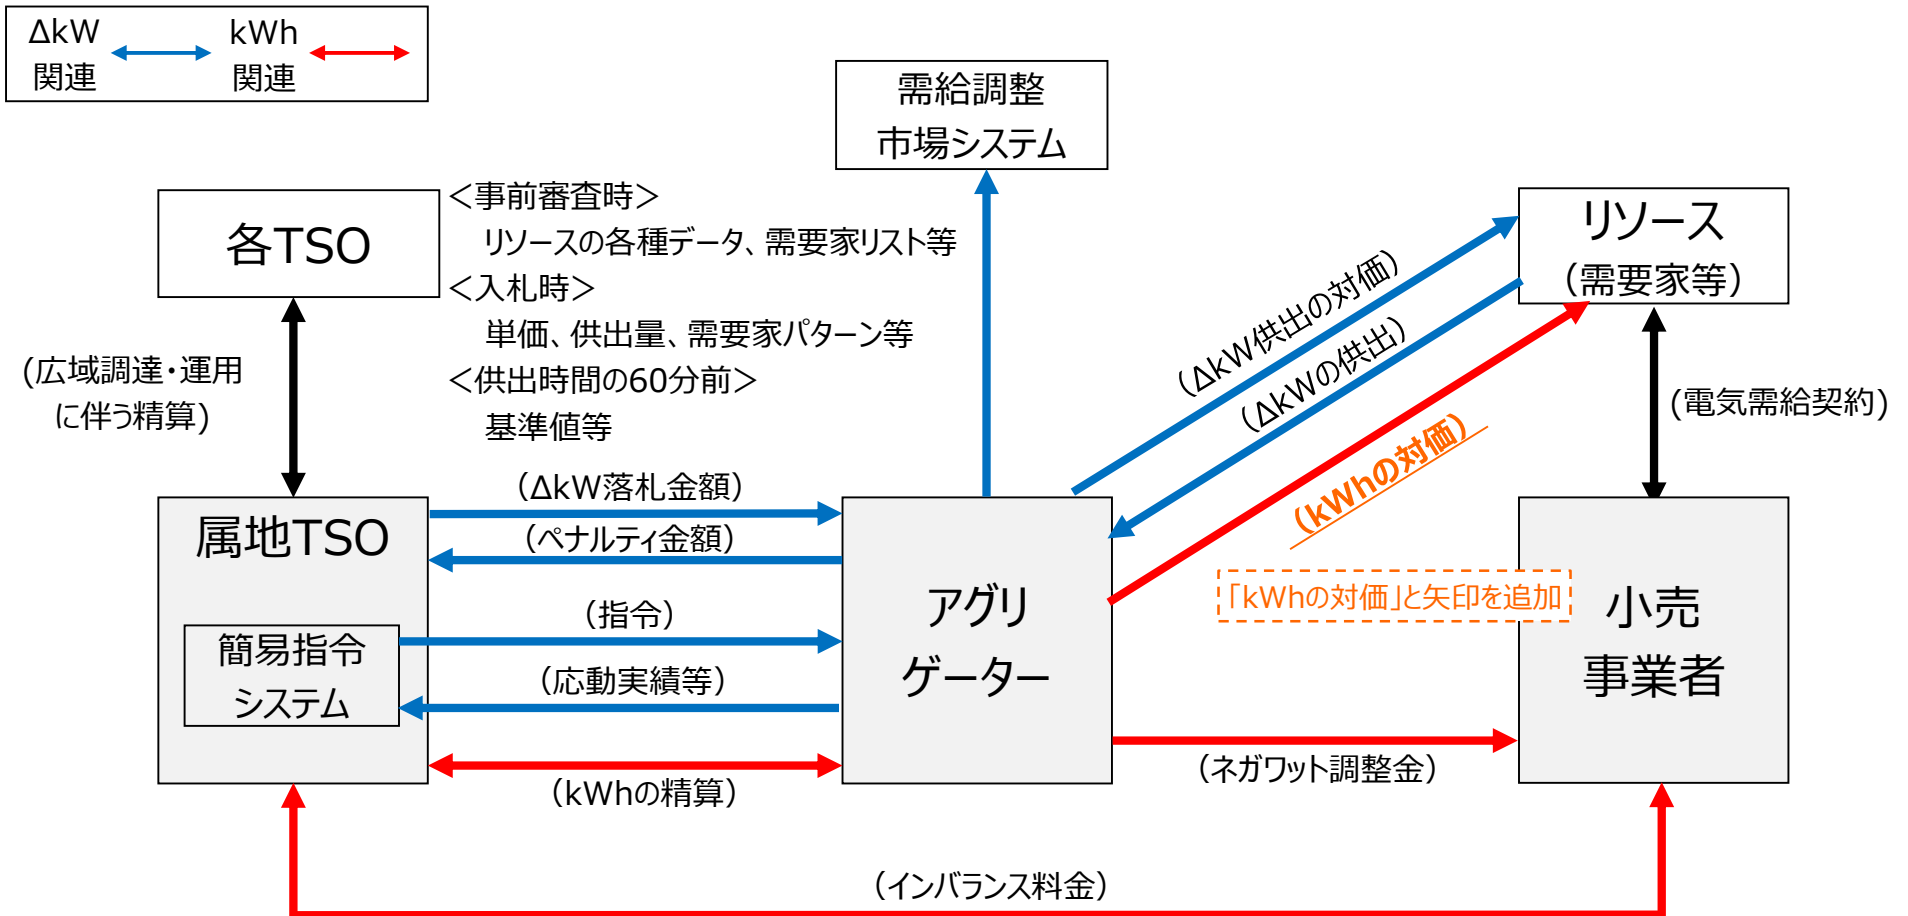 ΔkW
関連
kWh
関連
需給調整
市場システム
各TSO
＜事前審査時＞
リソースの各種データ、需要家リスト等
＜入札時＞
単価、供出量、需要家パターン等
＜供出時間の60分前＞
基準値等
リソース
（需要家等）
(広域調達・運用
に伴う精算)
（ΔkW供出の対価）
（ΔkWの供出）
（kWhの対価）
(電気需給契約)
属地TSO
簡易指令
システム
（ΔkW落札金額）
（ペナルティ金額）
（指令）
（応動実績等）
（kWhの精算）
アグリ
ゲーター
「kWhの対価」と矢印を追加
小売
事業者
（ネガワット調整金）
（インバランス料金）